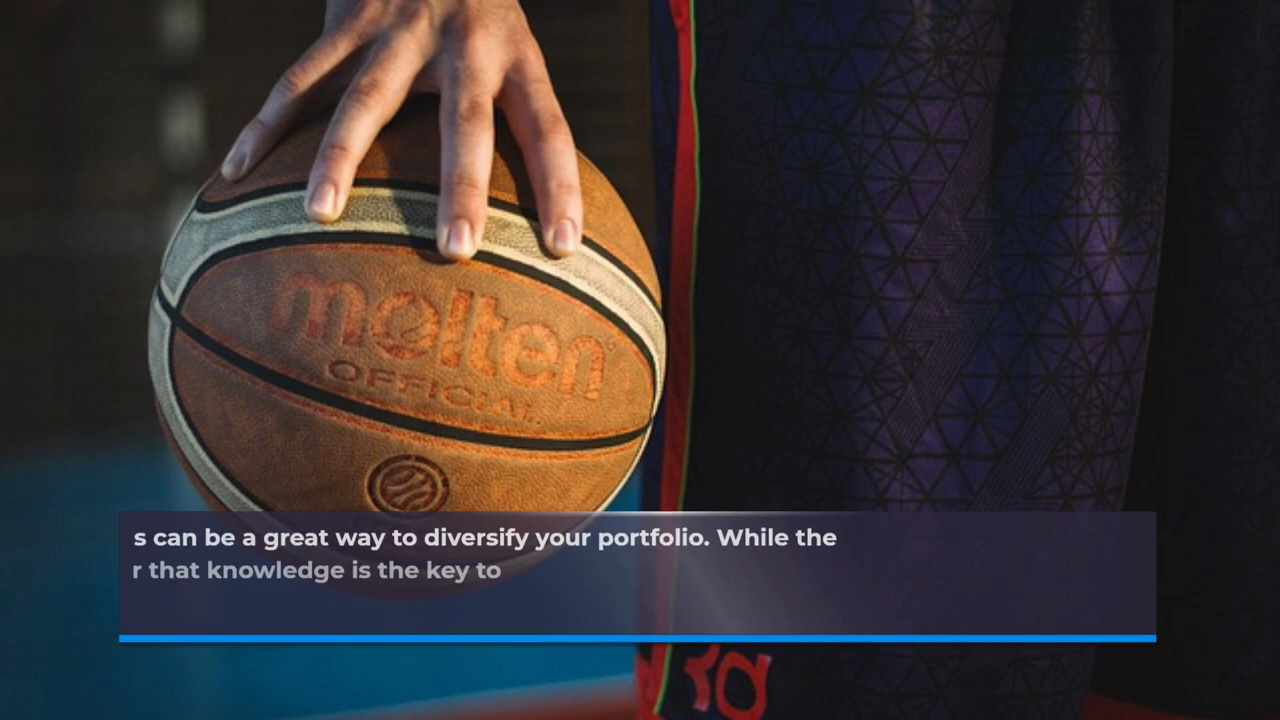 molten
OFFICIAL
s can be a great way to diversify your portfolio. While the
r that knowledge is the key to